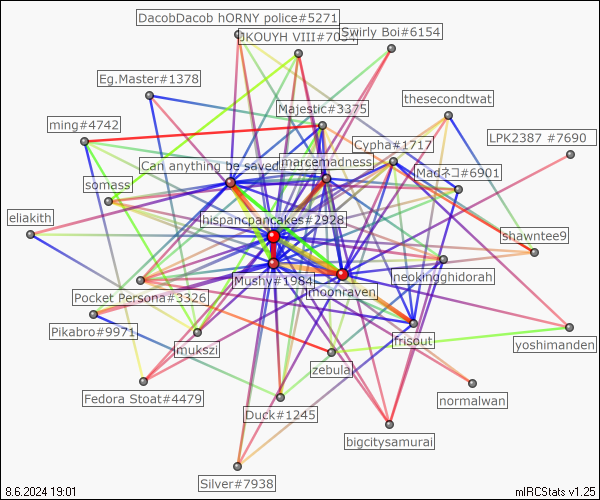 DacobDacob hORNY police#5271
JKOUYH VIII#7034
Swirly Boi#6154
Eg.Master#1378
thesecondtwat
Majestic#3375
ming#4742
LPK2387 #7690
Cypha#1717
Can anything be saved
marcemadness
Madネコ#6901
somass
eliakith
hispancpancakes#2928
shawntee9
Mushy#1984
neokingghidorah
moonraven
Pocket Persona#3326
Pikabro#9971
mukszi
frisout
yoshimanden
zebula
Fedora Stoat#4479
normalwan
Duck#1245
bigcitysamurai
Silver#7938
8.6.2024 19:01
mIRCStats v1.25